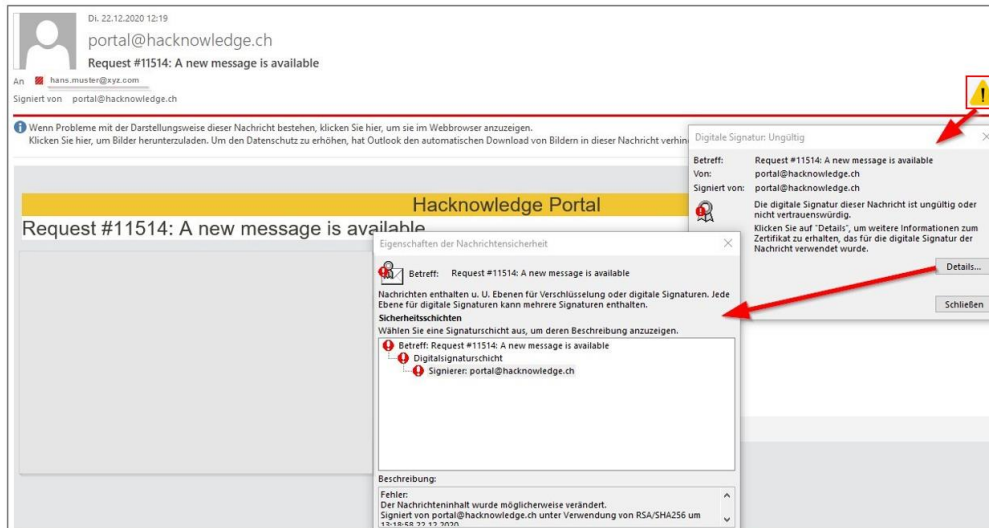 Di. 22.12.2020 12:19
portal@hacknowledge.ch
Request #11514: A new message is available
An hans.muster@xyz.com
Signiert von portal@hacknowledge.ch
Wenn Probleme mit der Darstellungsweise dieser Nachricht bestehen, klicken Sie hier, um sie im Webbrowser anzuzeigen.
Klicken Sie hier, um Bilder herunterzuladen. Um den Datenschutz zu erhöhen, hat Outlook den automatischen Download von Bildern in dieser Nachricht verhin
Hacknowledge Portal
Request #11514: A new message is available
Digitale Signatur: Ungültig
Betreff: Request #11514: A new message is available
Von: portal@hacknowledge.ch
Signiert von: portal@hacknowledge.ch
Die digitale Signatur dieser Nachricht ist ungültig oder
nicht vertrauenswürdig.
Klicken Sie auf "Details", um weitere Informationen zum
Zertifikat zu erhalten, das für die digitale Signatur der
Nachricht verwendet wurde.
Details...
Schließen
Eigenschaften der Nachrichtensicherheit
Betreff: Request #11514: A new message is available
Nachrichten enthalten u. U. Ebenen für Verschlüsselung oder digitale Signaturen. Jede
Ebene für digitale Signaturen kann mehrere Signaturen enthalten.
Sicherheitsschichten
Wählen Sie eine Signaturschicht aus, um deren Beschreibung anzuzeigen.
Betreff: Request #11514: A new message is available
Digitalsignaturschicht
Signierer: portal@hacknowledge.ch
Beschreibung:
Fehler:
Der Nachrichteninhalt wurde möglicherweise verändert.
Signiert von portal@hacknowledge.ch unter Verwendung von RSA/SHA256 um
13:18:58 22.12.2020